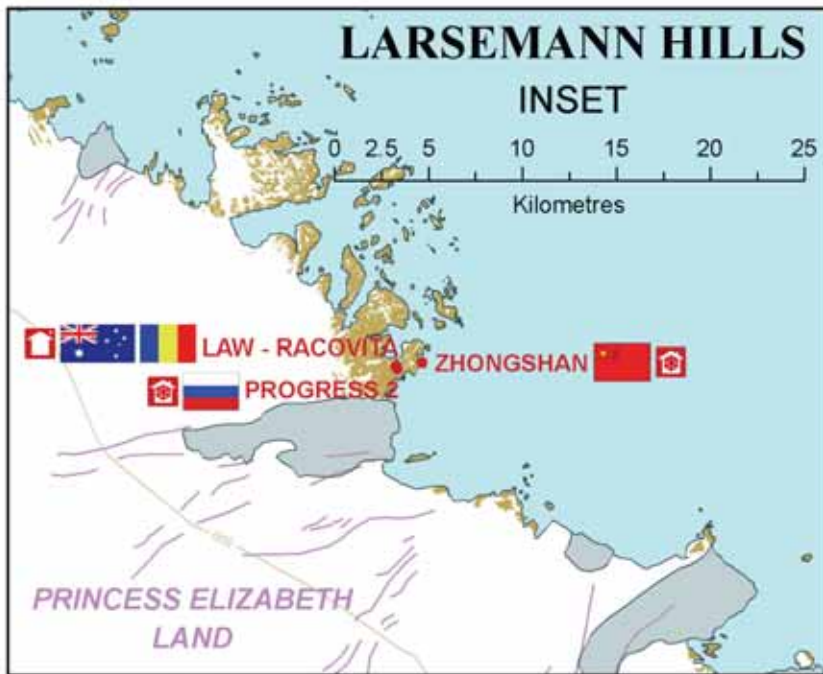 LARSEMANN HILLS
INSET
0 2.5 5 10 15 20 25
Kilometres
LAW - RACOVITA
ZHONGSHAN
PROGRESS 2
PRINCESS ELIZABETH
LAND